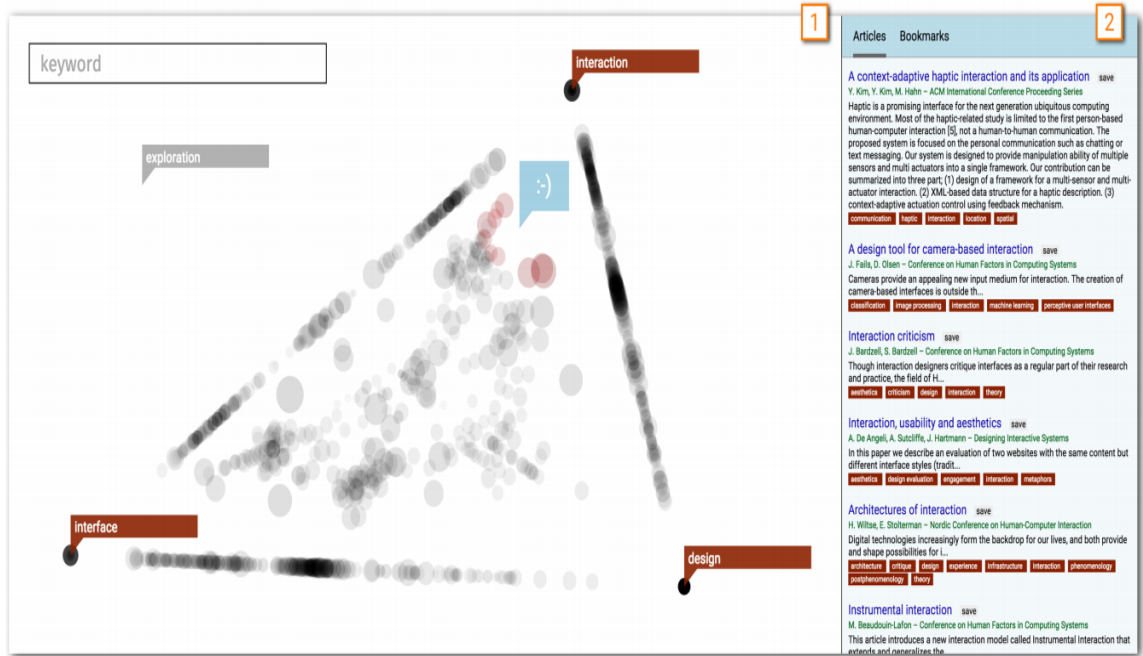 1
keyword
interaction
exploration
:-)
interface
design
2
Articles Bookmarks
A context-adaptive haptic interaction and its application save
Y. Kim, Y. Kim, M. Hahn – ACM International Conference Proceeding Series
Haptic is a promising interface for the next generation ubiquitous computing
environment. Most of the haptic-related study is limited to the first person-based
human-computer interaction [5], not a human-to-human communication. The
proposed system is focused on the personal communication such as chatting or
text messaging. Our system is designed to provide manipulation ability of multiple
sensors and multi actuators into a single framework. Our contribution can be
summarized into three part; (1) design of a framework for a multi-sensor and multi-
actuator interaction. (2) XML-based data structure for a haptic description. (3)
context-adaptive actuation control using feedback mechanism.
communication haptic interaction location spatial
A design tool for camera-based interaction save
J. Fails, D. Olsen – Conference on Human Factors in Computing Systems
Cameras provide an appealing new input medium for interaction. The creation of
camera-based interfaces is outside th...
classification image processing interaction machine learning perceptive user interfaces
Interaction criticism save
J. Bardzell, S. Bardzell – Conference on Human Factors in Computing Systems
Though interaction designers critique interfaces as a regular part of their research
and practice, the field of H...
aesthetics criticism design interaction theory
Interaction, usability and aesthetics save
A. De Angeli, A. Sutcliffe, J. Hartmann – Designing Interactive Systems
In this paper we describe an evaluation of two websites with the same content but
different interface styles (tradit...
aesthetics design evaluation engagement interaction metaphors
Architectures of interaction save
H. Wiltse, E. Stolterman – Nordic Conference on Human-Computer Interaction
Digital technologies increasingly form the backdrop for our lives, and both provide
and shape possibilities for i...
architecture critique design experience infrastructure interaction phenomenology
postphenomenology theory
Instrumental interaction save
M. Beaudouin-Lafon – Conference on Human Factors in Computing Systems
This article introduces a new interaction model called Instrumental Interaction that
extends and generalizes the